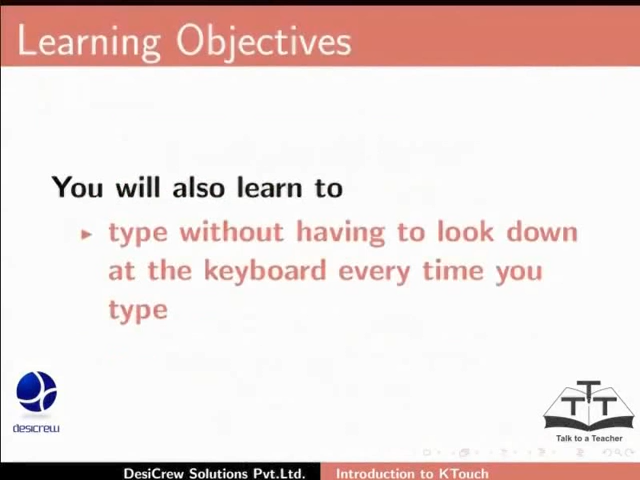 Learning Objectives
You will also learn to
type without having to look down
at the keyboard every time you
type
desicrew
T
T T
Talk to a Teacher
DesiCrew Solutions Pvt.Ltd. Introduction to KTouch